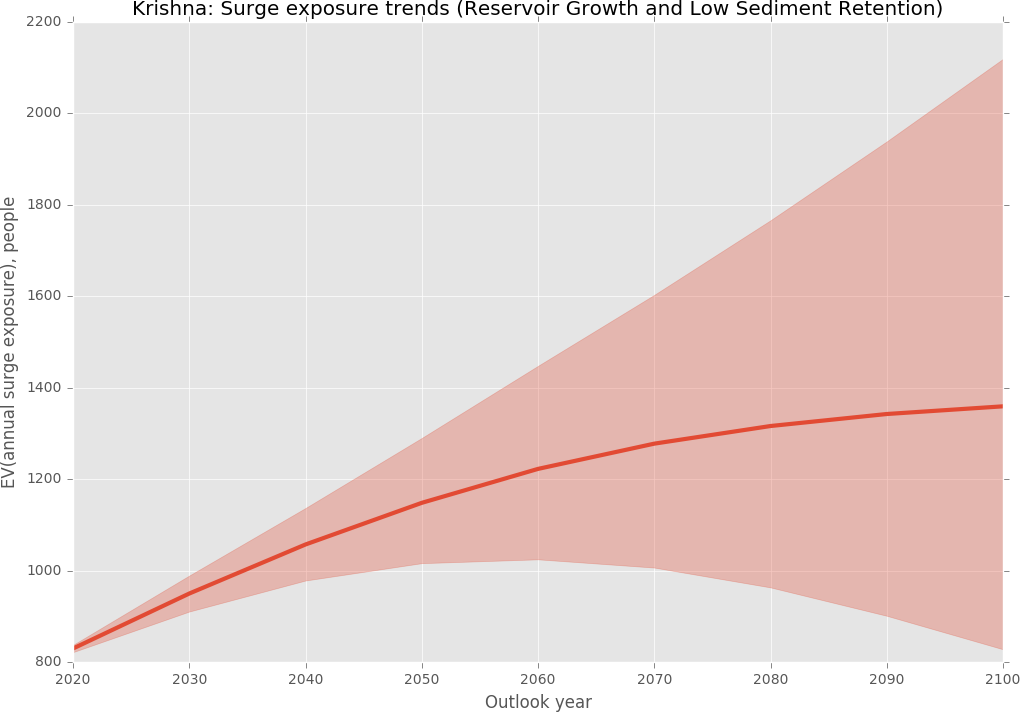 Krishna: Surge exposure trends (Reservoir Growth and Low Sediment Retention)
EV(annual surge exposure), people
2200
2000
1800
1600
1400
1200
1000
800
2020 2030 2040 2050 2060 2070 2080 2090 2100
Outlook year